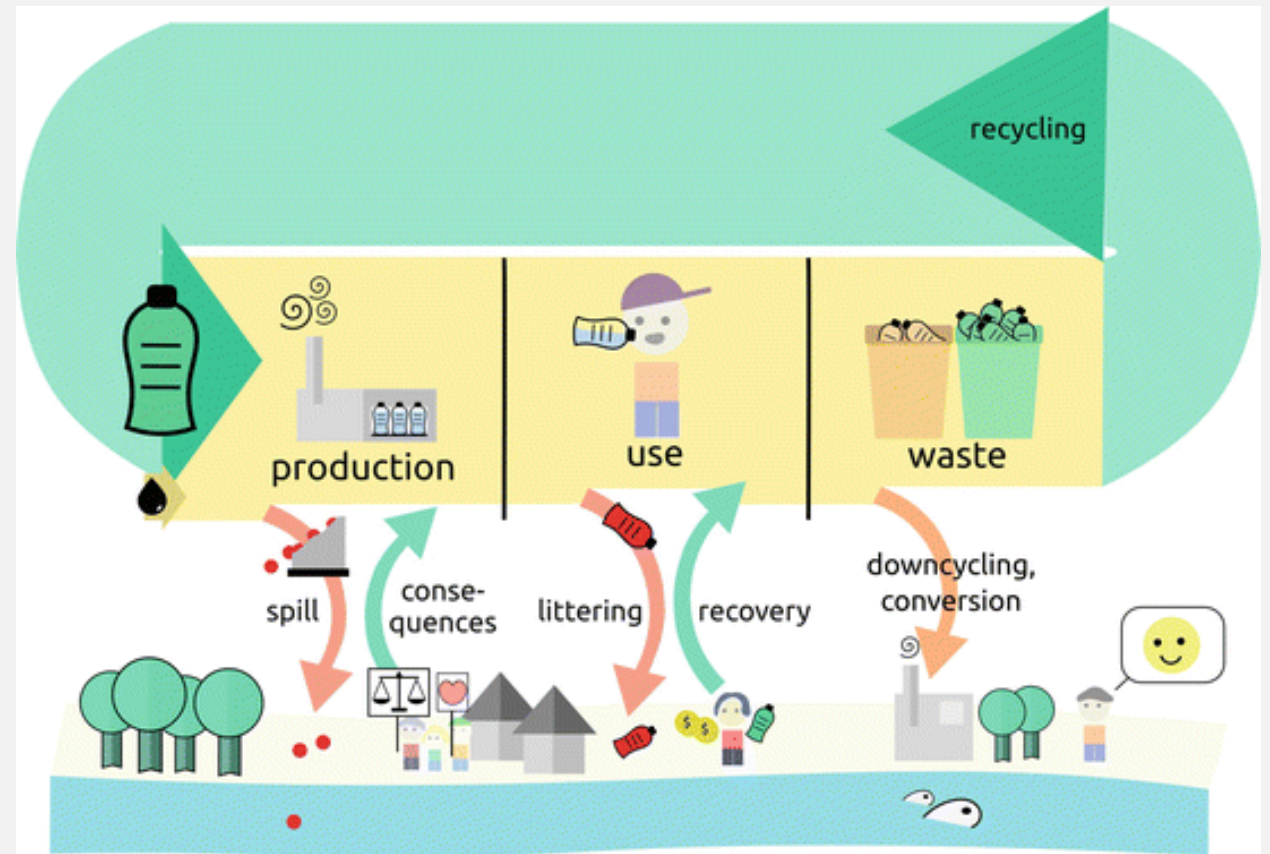 recycling
production
use
waste
spill
conse-
quences
littering
recovery
downcycling,
conversion
$ $